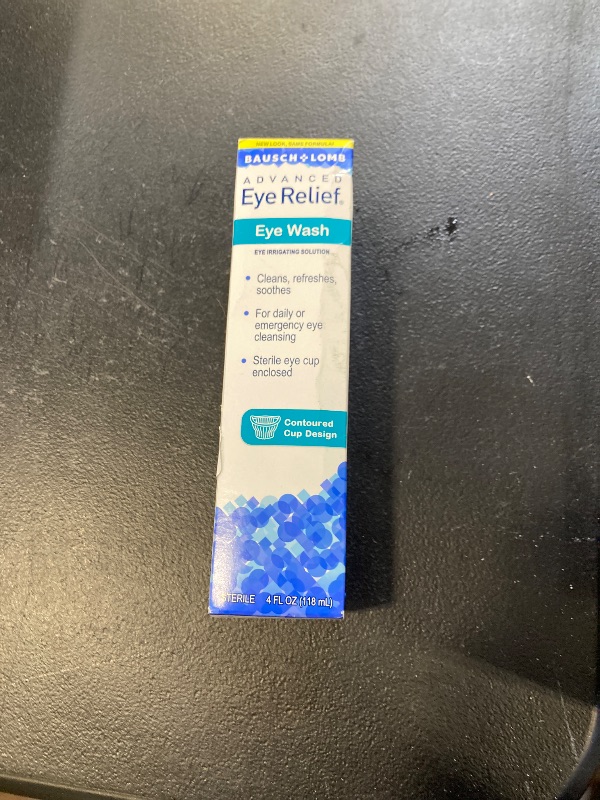 NEW LOOK, SAME FORMULA!
BAUSCH + LOMB
ADVANCED
Eye Relief®
Eye Wash
EYE IRRIGATING SOLUTION
• Cleans, refreshes,
soothes
• For daily or
emergency eye
cleansing
• Sterile eye cup
enclosed
Contoured
Cup Design
STERILE 4 FL OZ (118 mL)